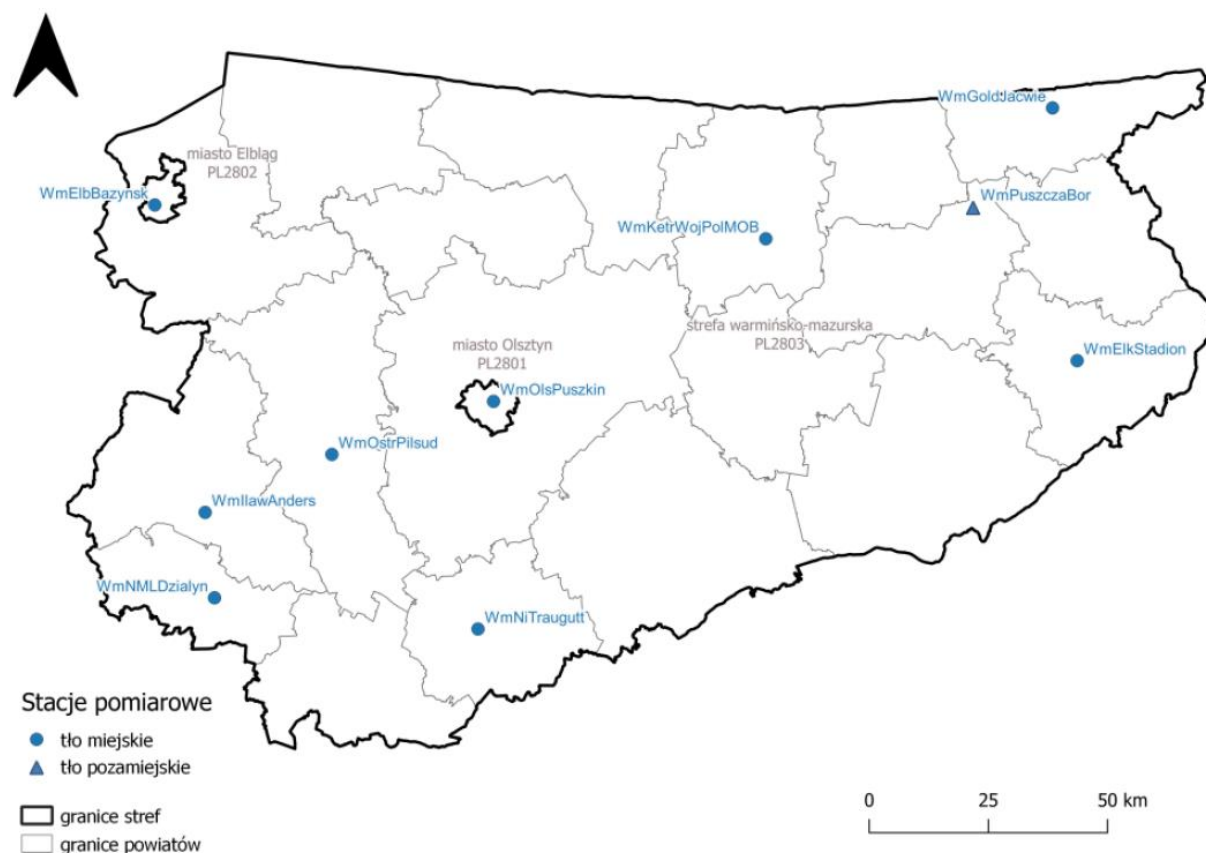 WmGoldJacwie
miasto Elbląg
PL2802
WmElbBazynsk
WmPuszczaBor
WmKetrWojPolMOB
strefa warmińsko-mazurska
PL2803
miasto Olsztyn
PL2801
WmElkStadion
WmOlsPuszkin
WmOstrPilsud
WmIlawAnders
WmNMLDzialyn
WmNiTraugutt
Stacje pomiarowe
tło miejskie
tło pozamiejskie
granice stref
granice powiatów
0 25 50 km